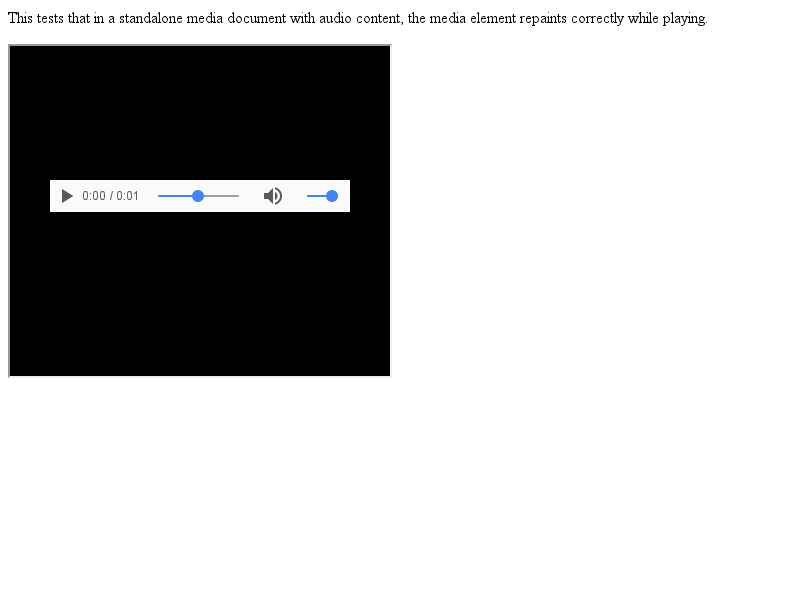 This tests that in a standalone media document with audio content, the media element repaints correctly while playing.
0:00 / 0:01